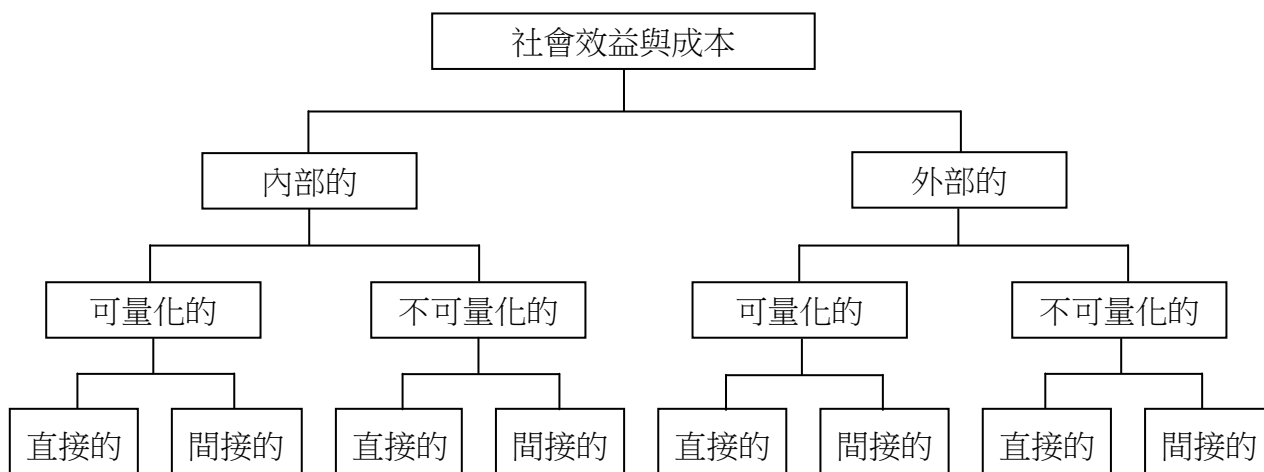 社會效益與成本
內部的
外部的
可量化的
不可量化的
可量化的
不可量化的
直接的
間接的
直接的
間接的
直接的
間接的
直接的
間接的